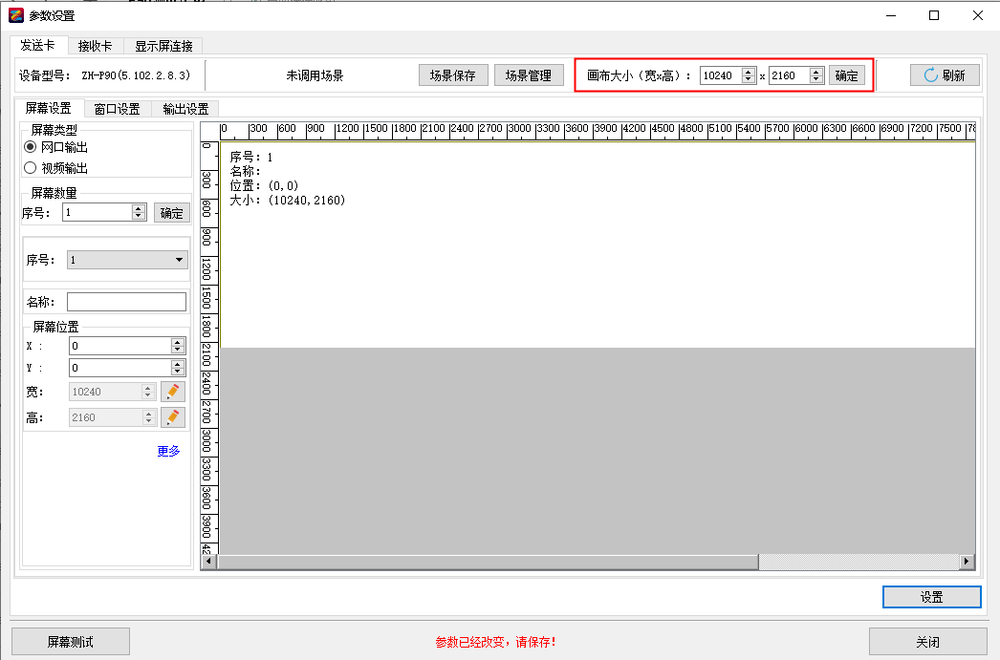 参数设置
发送卡 接收卡 显示屏连接
设备型号: ZH-P90(5.102.2.8.3) 未调用场景 场景保存 场景管理 画布大小（宽x高）: 10240 x 2160 确定 刷新
屏幕设置 窗口设置 输出设置
屏幕类型
网口输出
视频输出
屏幕数量
序号: 1 确定
序号: 1
名称:
屏幕位置
X : 0
Y : 0
宽: 10240
高: 2160
更多
0 300 600 900 1200 1500 1800 2100 2400 2700 3000 3300 3600 3900 4200 4500 4800 5100 5400 5700 6000 6300 6600 6900 7200 7500
0
300
600
900
1200
1500
1800
2100
2400
2700
3000
3300
3600
3900
序号: 1
名称:
位置: (0,0)
大小: (10240,2160)
设置
屏幕测试 参数已经改变，请保存! 关闭